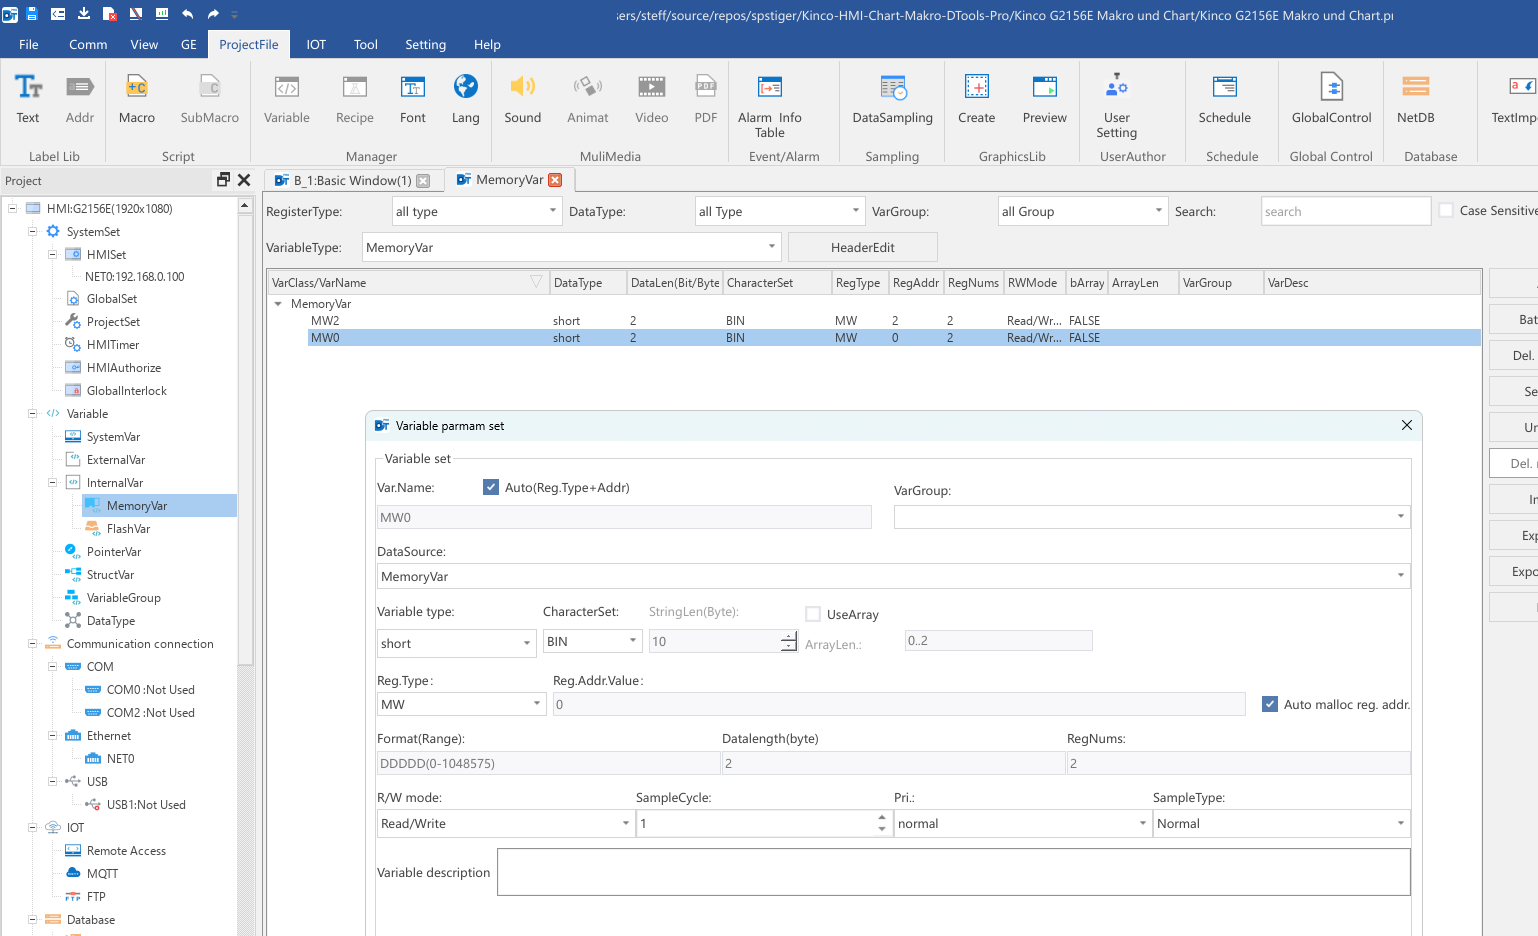 :ers/steff/source/repos/spstiger/Kinco-HMI-Chart-Makro-DTools-Pro/Kinco G2156E Makro und Chart/Kinco G2156E Makro und Chart.pr
File Comm View GE ProjectFile IOT Tool Setting Help
Text Addr Macro SubMacro Variable Recipe Font Lang Sound Animat Video PDF Alarm Info Table DataSampling Create Preview User Setting Schedule GlobalControl NetDB TextImp
Label Lib Script Manager MuliMedia Event/Alarm Sampling GraphicsLib UserAuthor Schedule Global Control Database
Project
HMI:G2156E(1920x1080)
SystemSet
HMISet
NET0:192.168.0.100
GlobalSet
ProjectSet
HMITimer
HMIAuthorize
GlobalInterlock
Variable
SystemVar
ExternalVar
InternalVar
MemoryVar
FlashVar
PointerVar
StructVar
VariableGroup
DataType
Communication connection
COM
COM0 :Not Used
COM2 :Not Used
Ethernet
NET0
USB
USB1:Not Used
IOT
Remote Access
MQTT
FTP
Database
B_1:Basic Window(1) MemoryVar
RegisterType: all type DataType: all Type VarGroup: all Group Search: search Case Sensitive
VariableType: MemoryVar HeaderEdit
VarClass/VarName DataType DataLen(Bit/Byte CharacterSet RegType RegAddr RegNums RWMode bArray ArrayLen VarGroup VarDesc
MemoryVar
MW2 short 2 BIN MW 2 2 Read/Wr... FALSE
MW0 short 2 BIN MW 0 2 Read/Wr... FALSE
Bat
Del.
Se
Ur
Del.
Exp
Expo
Variable parmam set
Variable set
Var.Name: Auto(Reg.Type+Addr) VarGroup:
MW0
DataSource:
MemoryVar
Variable type: CharacterSet: StringLen(Byte): UseArray
short BIN 10 ArrayLen.: 0..2
Reg.Type: Reg.Addr.Value:
MW 0 Auto malloc reg. addr.
Format(Range): Datalength(byte) RegNums:
DDDDD(0-1048575) 2 2
R/W mode: SampleCycle: Pri.: SampleType:
Read/Write 1 normal Normal
Variable description